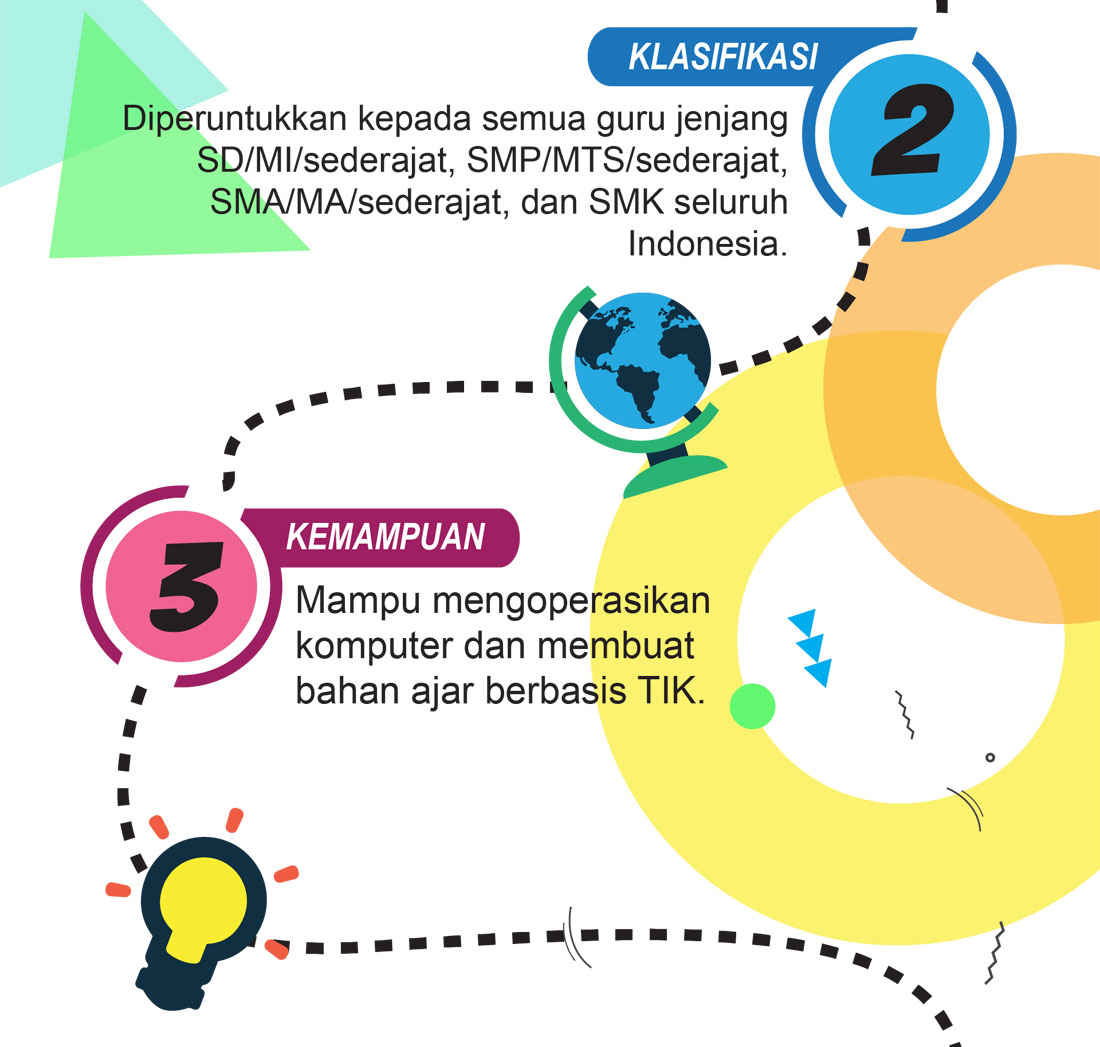 KLASIFIKASI
2
Diperuntukkan kepada semua guru jenjang
SD/MI/sederajat, SMP/MTS/sederajat,
SMA/MA/sederajat, dan SMK seluruh
Indonesia.
3
KEMAMPUAN
Mampu mengoperasikan
komputer dan membuat
bahan ajar berbasis TIK.